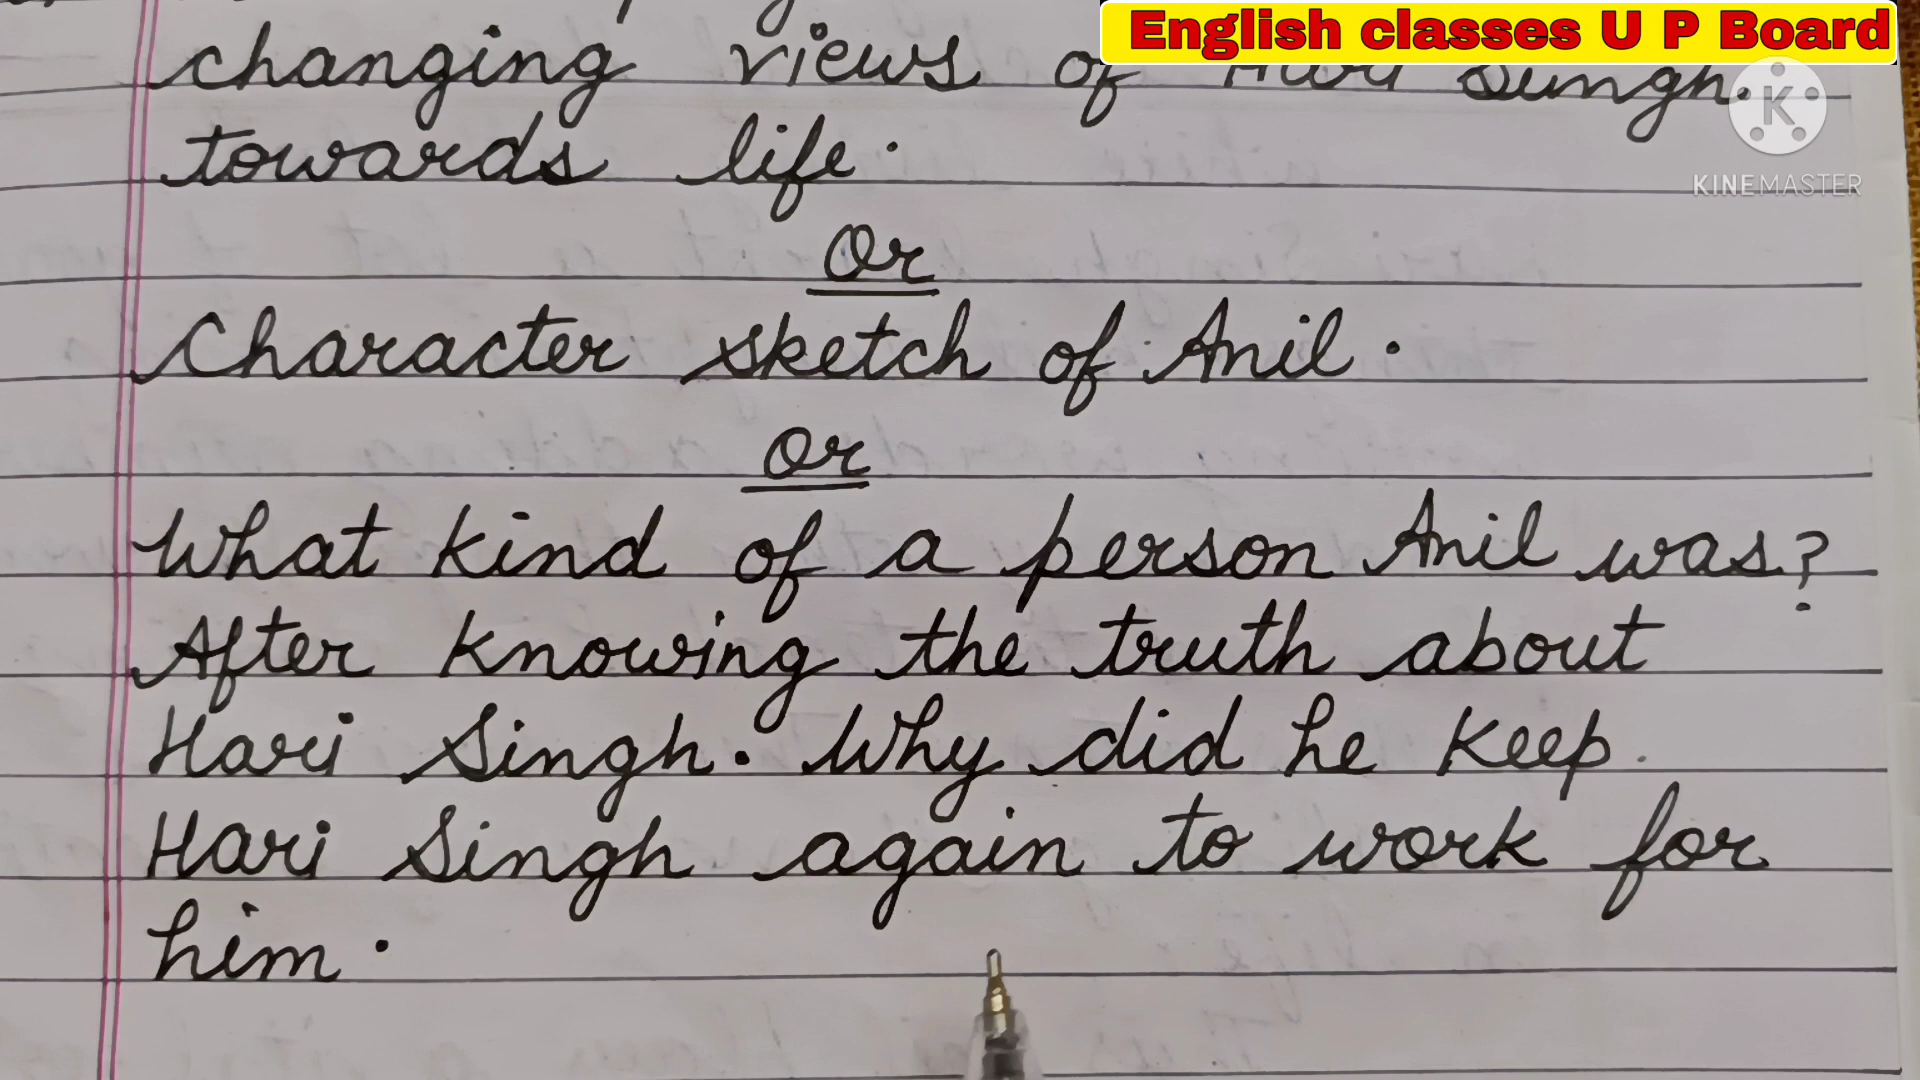 English classes U P Board
changing views of Hari Singh.
towards life.
Or
Character sketch of Anil.
Or
What kind of a person Anil was?
After knowing the truth about
Hari Singh. Why did he keep
Hari Singh again to work for
him.
K
KINEMASTER